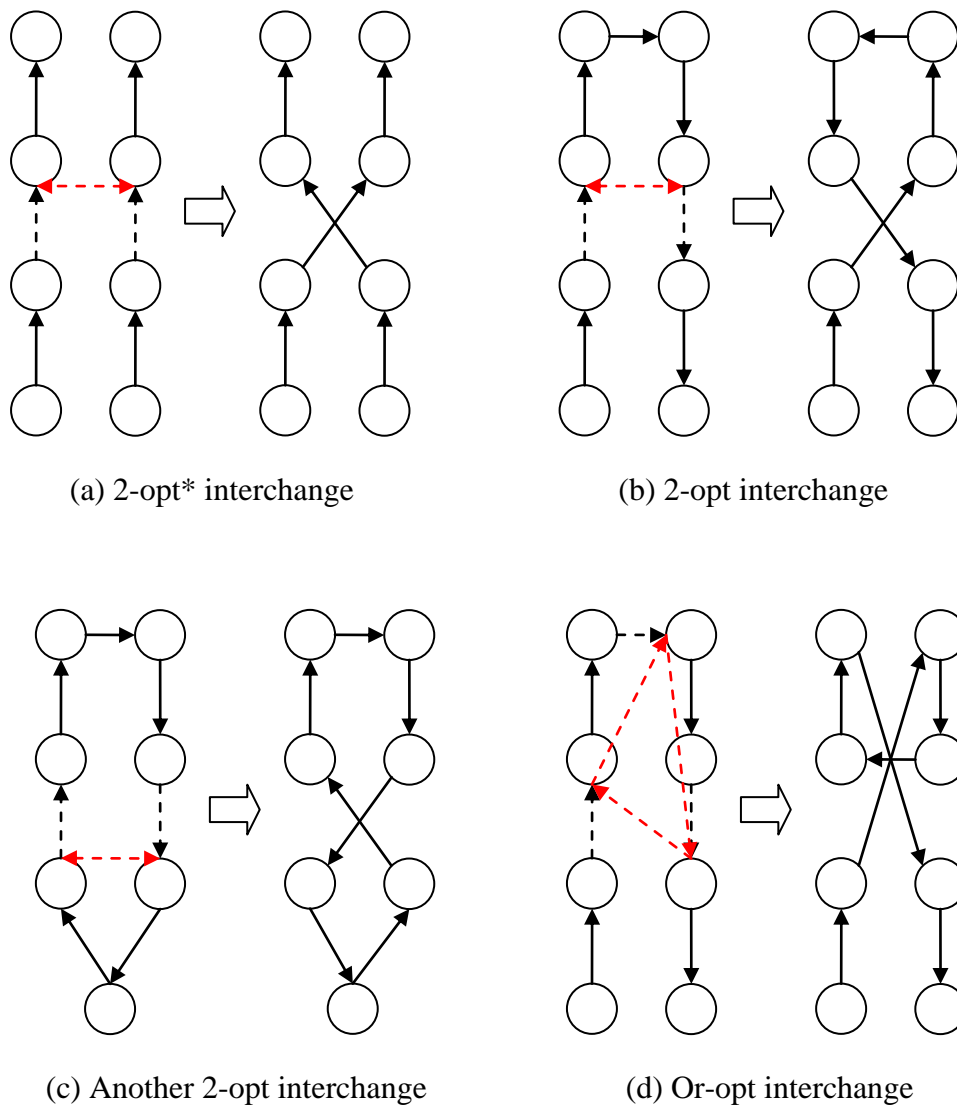 (a) 2-opt* interchange
(b) 2-opt interchange
(c) Another 2-opt interchange
(d) Or-opt interchange